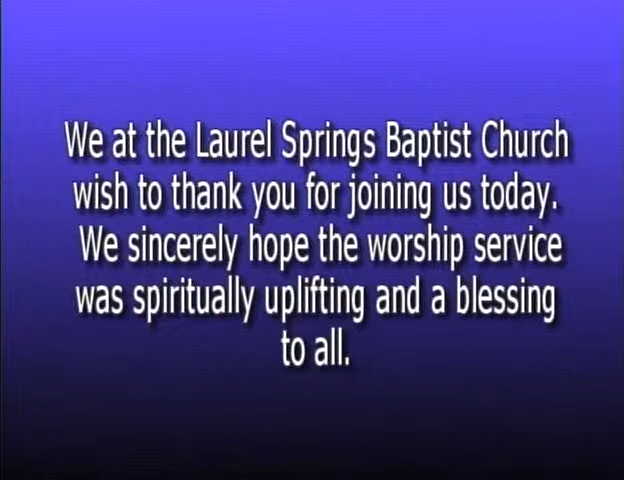 We at the Laurel Springs Baptist Church
wish to thank you for joining us today.
We sincerely hope the worship service
was spiritually uplifting and a blessing
to all.